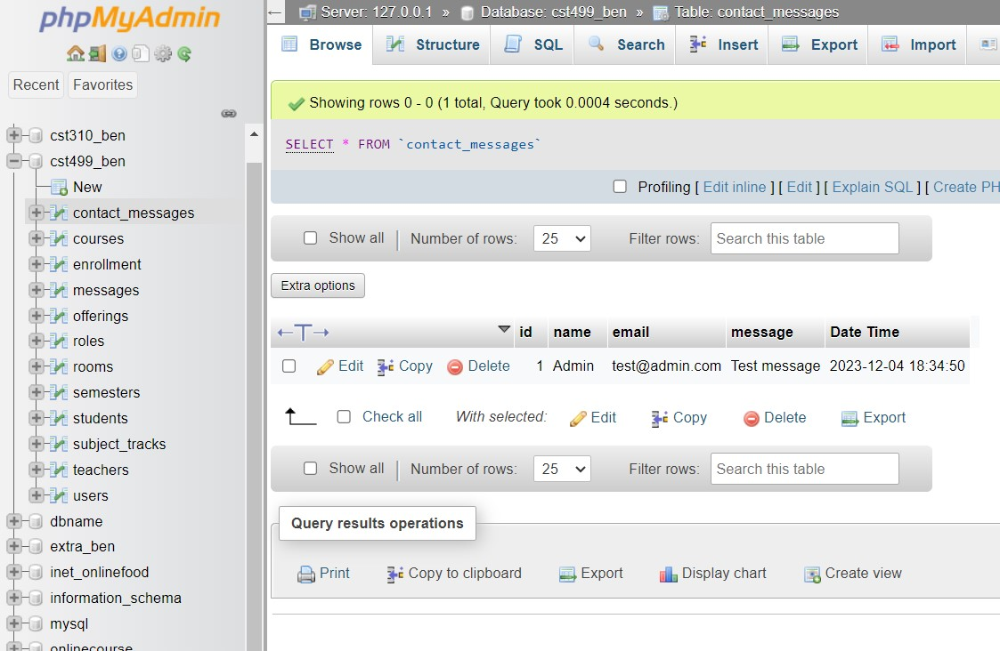 phpMyAdmin
Recent Favorites
cst310_ben
cst499_ben
New
contact_messages
courses
enrollment
messages
offerings
roles
rooms
semesters
students
subject_tracks
teachers
users
dbname
extra_ben
inet_onlinefood
information_schema
mysql
onlinecourse
Server: 127.0.0.1 » Database: cst499_ben » Table: contact_messages
Browse Structure SQL Search Insert Export Import
Showing rows 0 - 0 (1 total, Query took 0.0004 seconds.)
SELECT * FROM `contact_messages`
Profiling [ Edit inline ] [ Edit ] [ Explain SQL ] [ Create PH
Show all Number of rows: 25 Filter rows: Search this table
Extra options
←T→ id name email message Date Time
Edit Copy Delete 1 Admin test@admin.com Test message 2023-12-04 18:34:50
Check all With selected: Edit Copy Delete Export
Show all Number of rows: 25 Filter rows: Search this table
Query results operations
Print Copy to clipboard Export Display chart Create view